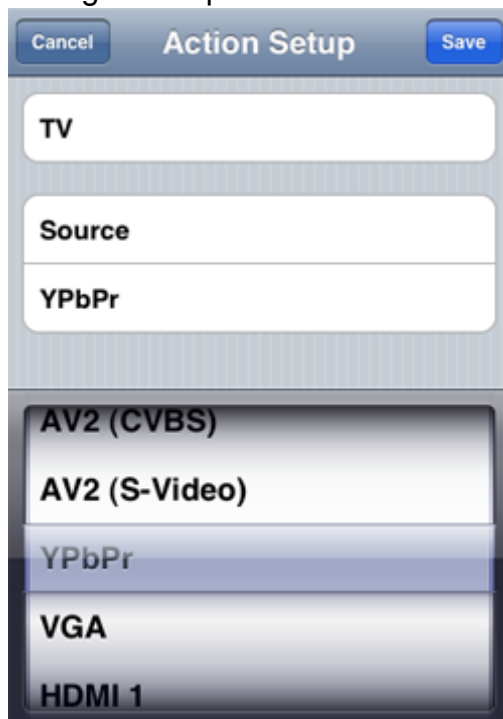 Cancel Action Setup Save
TV
Source
YPbPr
AV2 (CVBS)
AV2 (S-Video)
YPbPr
VGA
HDMI 1